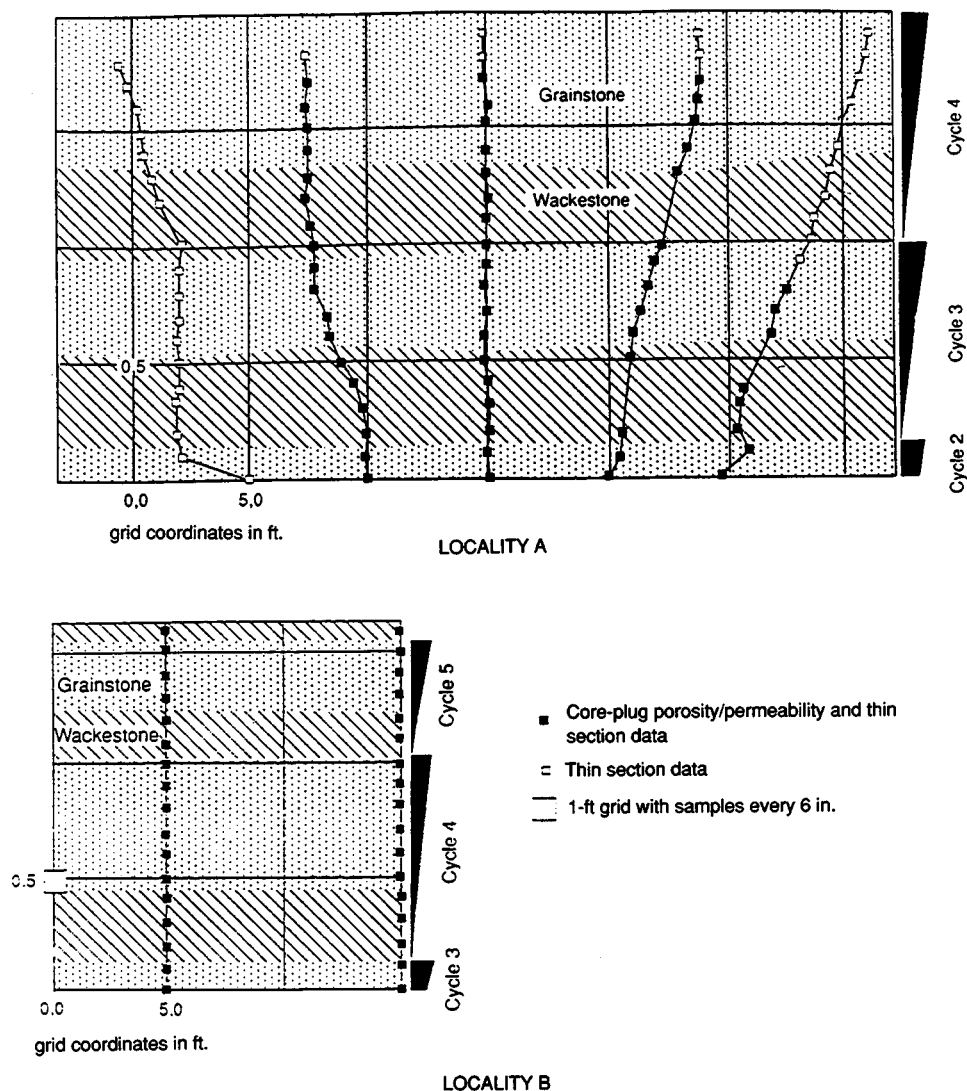 Grainstone
Wackestone
0.5
0,0
5,0
grid coordinates in ft.
LOCALITY A
Cycle 4
Cycle 3
Cycle 2
Grainstone
Wackestone
0.5
0.0
5.0
grid coordinates in ft.
LOCALITY B
Cycle 5
Cycle 4
Cycle 3
Core-plug porosity/permeability and thin
section data
Thin section data
1-ft grid with samples every 6 in.